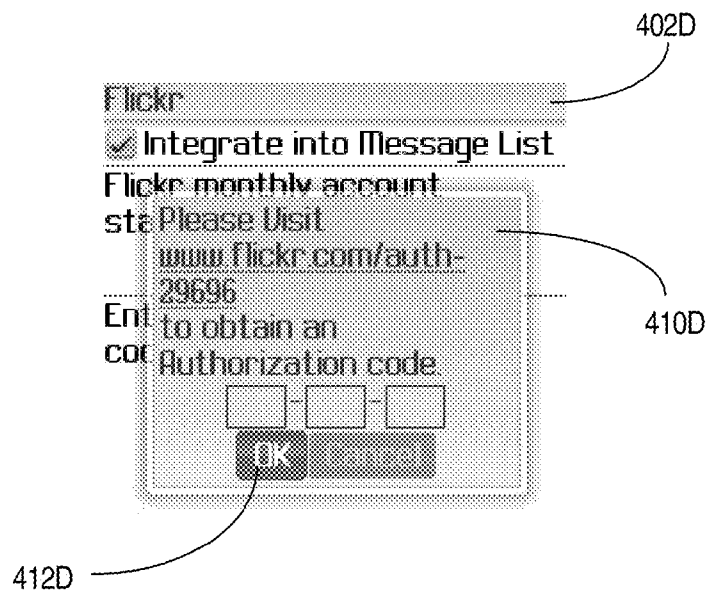 402D
Flickr
Integrate into Message List
Flickr monthly account
sta
Please Visit
www.flickr.com/auth-
29696
to obtain an
Authorization code.
Ent
coo
410D
OK
412D